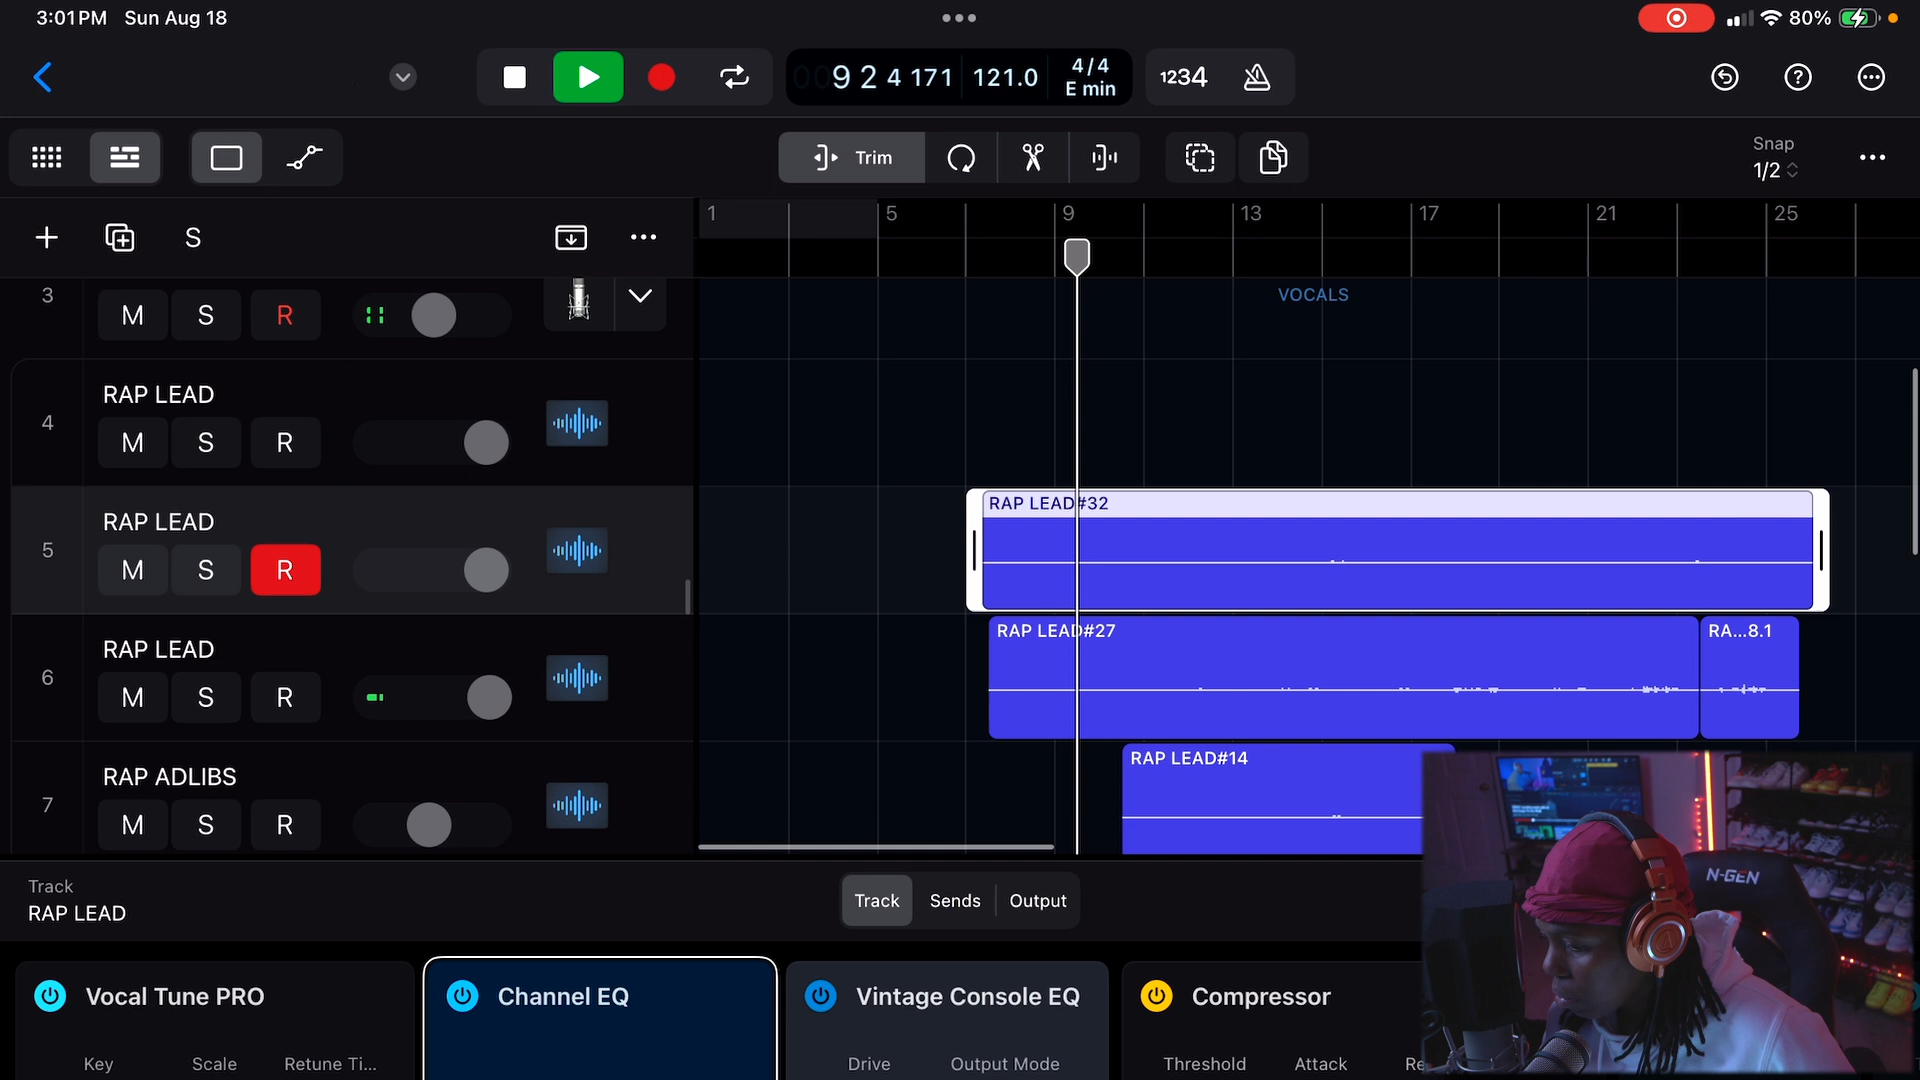 3:01 PM Sun Aug 18
80%
9 2 4 171
121.0
4/4
E min
1234
Trim
Snap
1/2
S
1
5
9
13
17
21
25
3
M S R
VOCALS
4
RAP LEAD
M S R
5
RAP LEAD
M S R
RAP LEAD#32
6
RAP LEAD
M S R
RAP LEAD#27
RA...8.1
7
RAP ADLIBS
M S R
RAP LEAD#14
N-GEN
Track
RAP LEAD
Track
Sends
Output
Vocal Tune PRO
Channel EQ
Vintage Console EQ
Compressor
Key
Scale
Retune Ti...
Drive
Output Mode
Threshold
Attack
Re